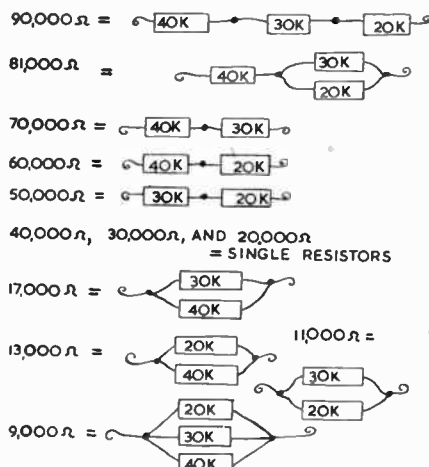 90,000Ω = 40K 30K 20K
81,000Ω = 40K 30K 20K
70,000Ω = 40K 30K
60,000Ω = 40K 20K
50,000Ω = 30K 20K
40,000Ω, 30,000Ω, AND 20,000Ω
= SINGLE RESISTORS
17,000Ω = 30K 40K
13,000Ω = 20K 40K
11,000Ω = 30K 20K
9,000Ω = 20K 30K 40K